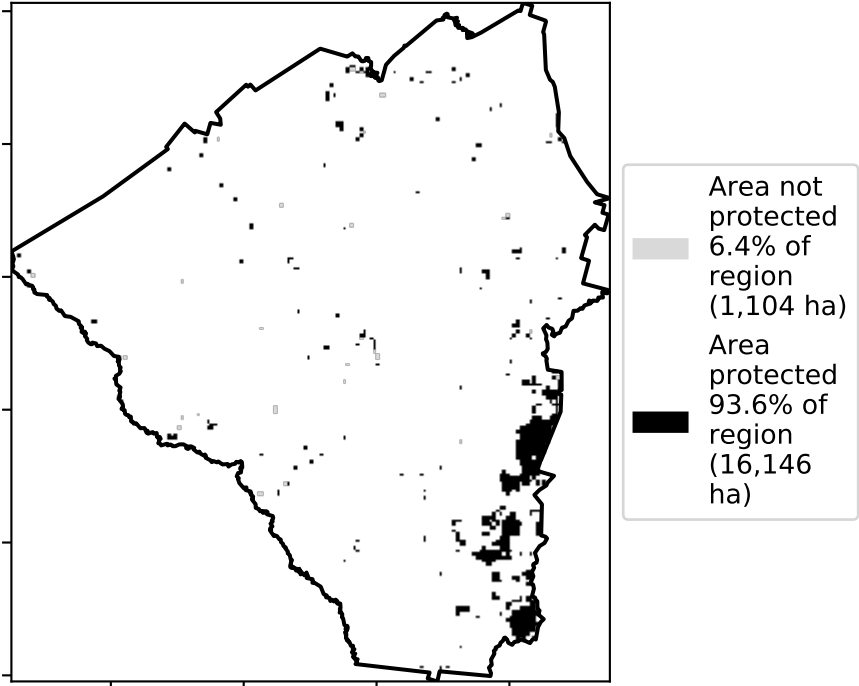 Area not
protected
6.4% of
region
(1,104 ha)
Area
protected
93.6% of
region
(16,146
ha)